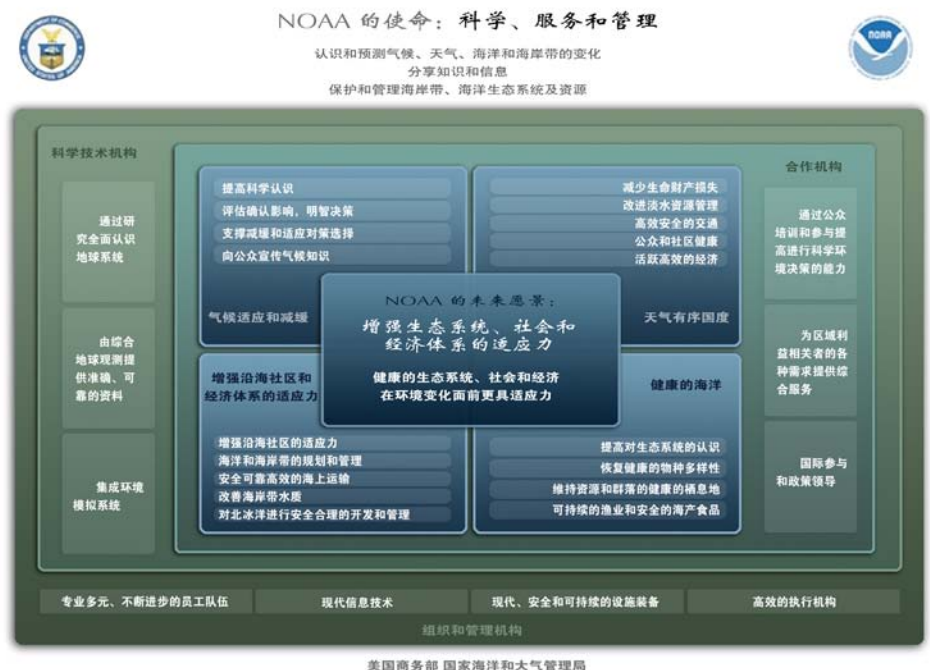 NOAA 的使命：科学、服务和管理
认识和预测气候、天气、海洋和海岸带的变化
分享知识和信息
保护和管理海岸带、海洋生态系统及资源
NOAA
科学技术机构
通过研
究全面认识
地球系统
由综合
地球观测提
供准确、可
靠的资料
集成环境
模拟系统
提高科学认识
评估确认影响，明智决策
支撑减缓和适应对策选择
向公众宣传气候知识
气候适应和减缓
减少生命财产损失
改进淡水资源管理
高效安全的交通
公众和社区健康
活跃高效的经济
天气有序国度
NOAA 的未来愿景：
增强生态系统、社会和
经济体系的适应力
健康的生态系统、社会和经济
在环境变化面前更具适应力
增强沿海社区和
经济体系的适应力
增强沿海社区的适应力
海洋和海岸带的规划和管理
安全可靠高效的海上运输
改善海岸带水质
对北冰洋进行安全合理的开发和管理
健康的海洋
提高对生态系统的认识
恢复健康的物种多样性
维持资源和群落的健康的栖息地
可持续的渔业和安全的海产食品
合作机构
通过公众
培训和参与提
高进行科学环
境决策的能力
为区域利
益相关者的各
种需求提供综
合服务
国际参与
和政策领导
专业多元、不断进步的员工队伍
现代信息技术
现代、安全和可持续的设施装备
高效的执行机构
组织和管理机构
美国商务部 国家海洋和大气管理局